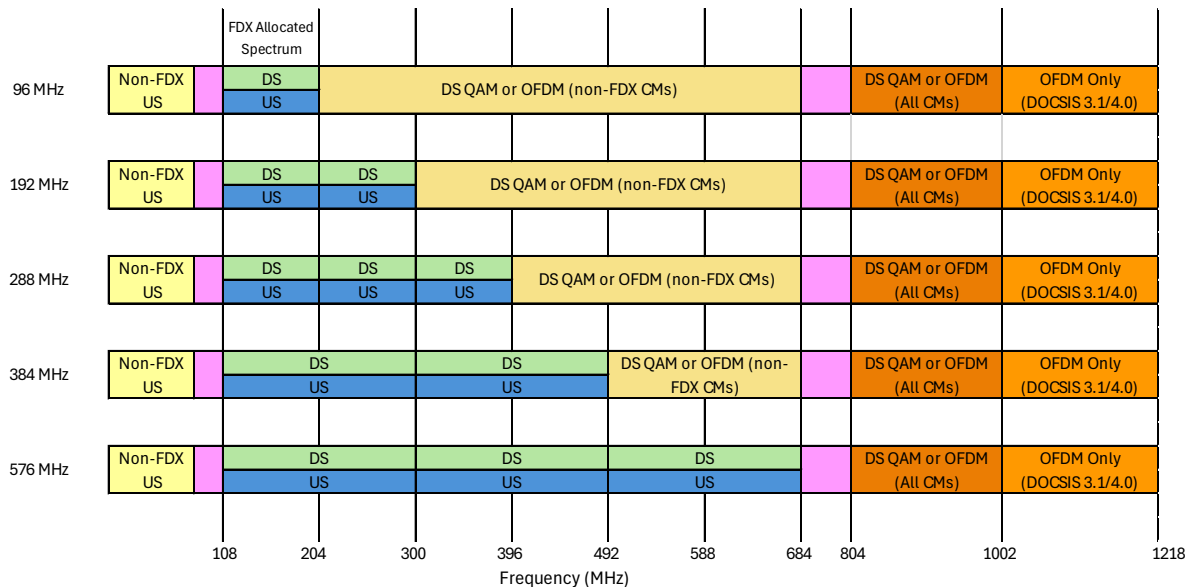 FDX Allocated
Spectrum
96 MHz
Non-FDX
US
DS
US
DS QAM or OFDM (non-FDX CMs)
DS QAM or OFDM
(All CMs)
OFDM Only
(DOCSIS 3.1/4.0)
192 MHz
Non-FDX
US
DS
US
DS
US
DS QAM or OFDM (non-FDX CMs)
DS QAM or OFDM
(All CMs)
OFDM Only
(DOCSIS 3.1/4.0)
288 MHz
Non-FDX
US
DS
US
DS
US
DS
US
DS QAM or OFDM (non-FDX CMs)
DS QAM or OFDM
(All CMs)
OFDM Only
(DOCSIS 3.1/4.0)
384 MHz
Non-FDX
US
DS
US
DS
US
DS QAM or OFDM (non-
FDX CMs)
DS QAM or OFDM
(All CMs)
OFDM Only
(DOCSIS 3.1/4.0)
576 MHz
Non-FDX
US
DS
US
DS
US
DS
US
DS QAM or OFDM
(All CMs)
OFDM Only
(DOCSIS 3.1/4.0)
108 204 300 396 492 588 684 804 1002 1218
Frequency (MHz)